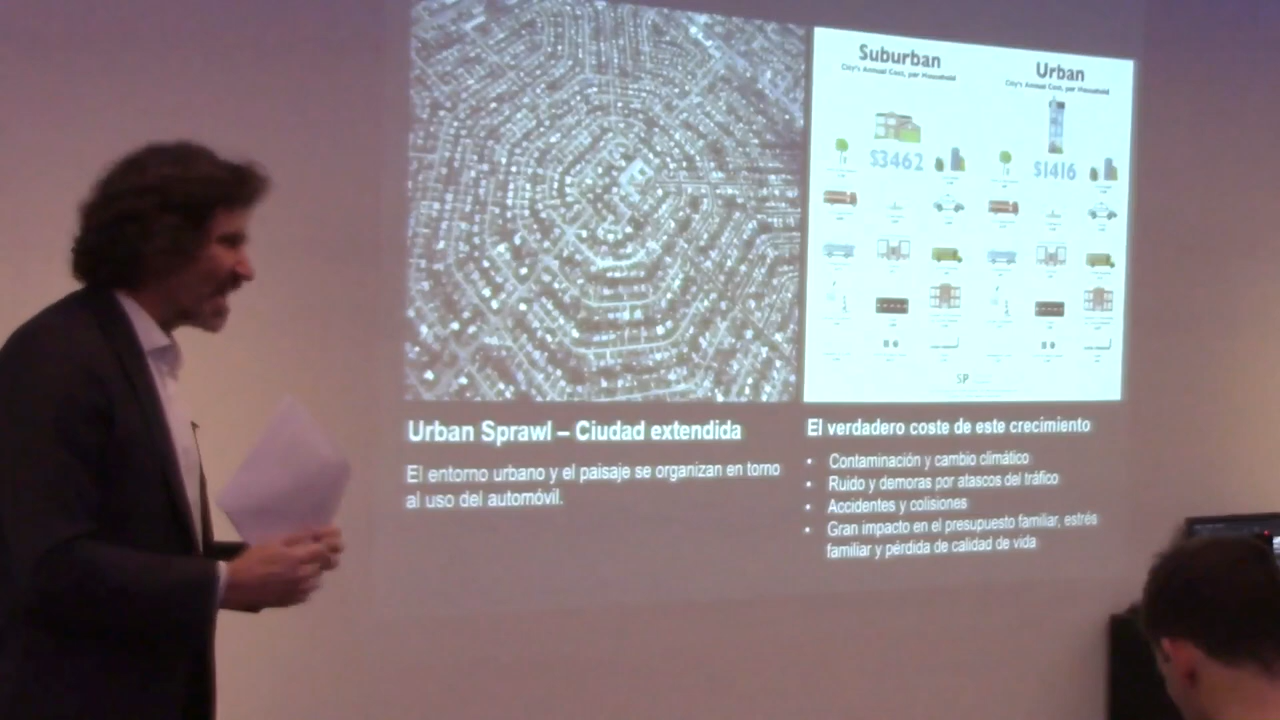 Suburban
City's Annual Cost, per Household
$3462
Urban
City's Annual Cost, per Household
$1416
SP
Urban Sprawl – Ciudad extendida
El entorno urbano y el paisaje se organizan en torno
al uso del automóvil.
El verdadero coste de este crecimiento
• Contaminación y cambio climático
• Ruido y demoras por atascos del tráfico
• Accidentes y colisiones
• Gran impacto en el presupuesto familiar, estrés
familiar y pérdida de calidad de vida